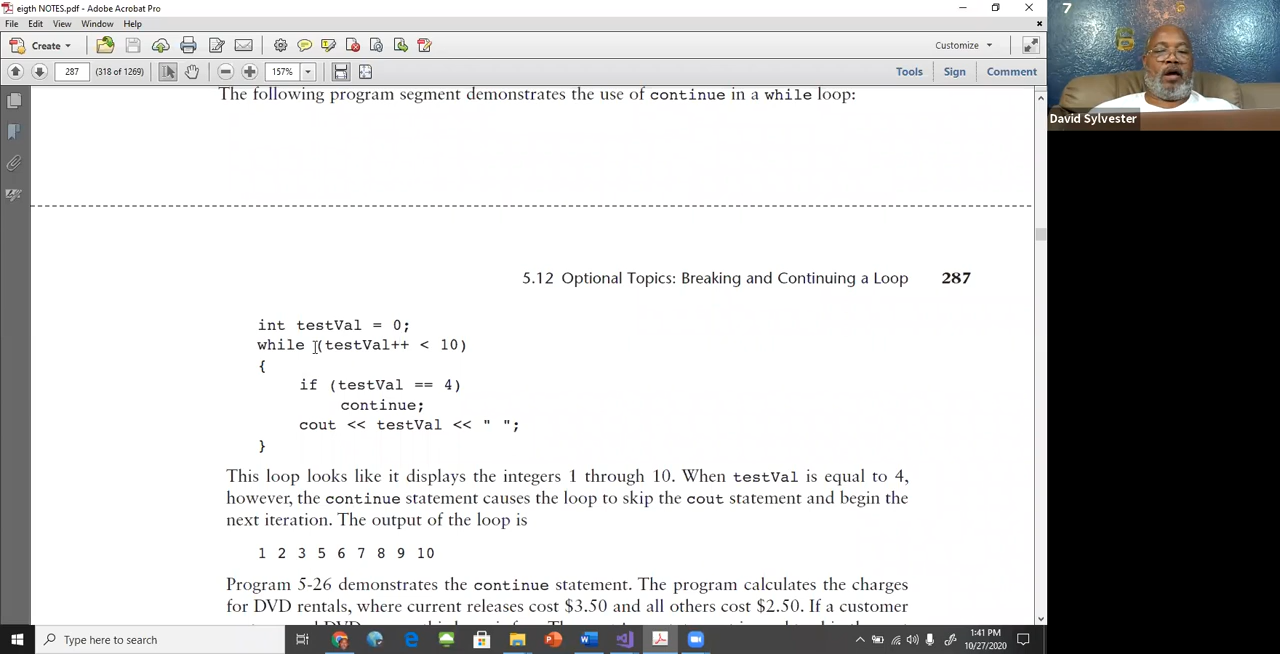 eigth NOTES.pdf - Adobe Acrobat Pro
File Edit View Window Help
Create
Customize
287 (318 of 1269) 157%
Tools Sign Comment
7
David Sylvester
The following program segment demonstrates the use of continue in a while loop:
5.12 Optional Topics: Breaking and Continuing a Loop 287
int testVal = 0;
while (testVal++ < 10)
{
if (testVal == 4)
continue;
cout << testVal << " ";
}
This loop looks like it displays the integers 1 through 10. When testVal is equal to 4,
however, the continue statement causes the loop to skip the cout statement and begin the
next iteration. The output of the loop is
1 2 3 5 6 7 8 9 10
Program 5-26 demonstrates the continue statement. The program calculates the charges
for DVD rentals, where current releases cost $3.50 and all others cost $2.50. If a customer
Type here to search
1:41 PM
10/27/2020